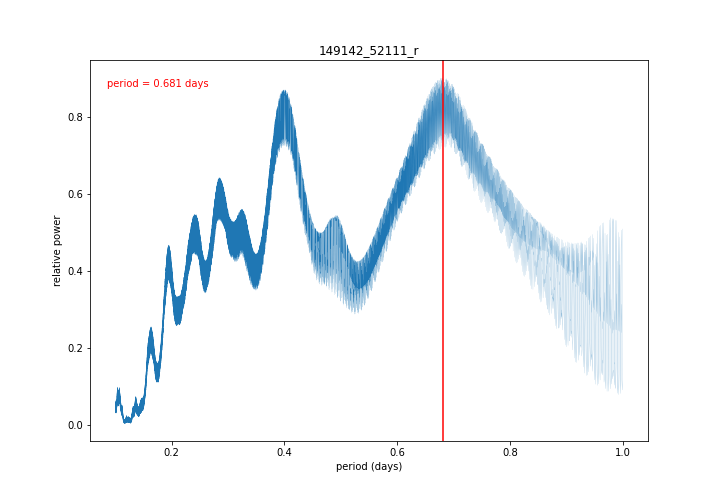 149142_52111_r
period = 0.681 days
relative power
0.8
0.6
0.4
0.2
0.0
0.2 0.4 0.6 0.8 1.0
period (days)